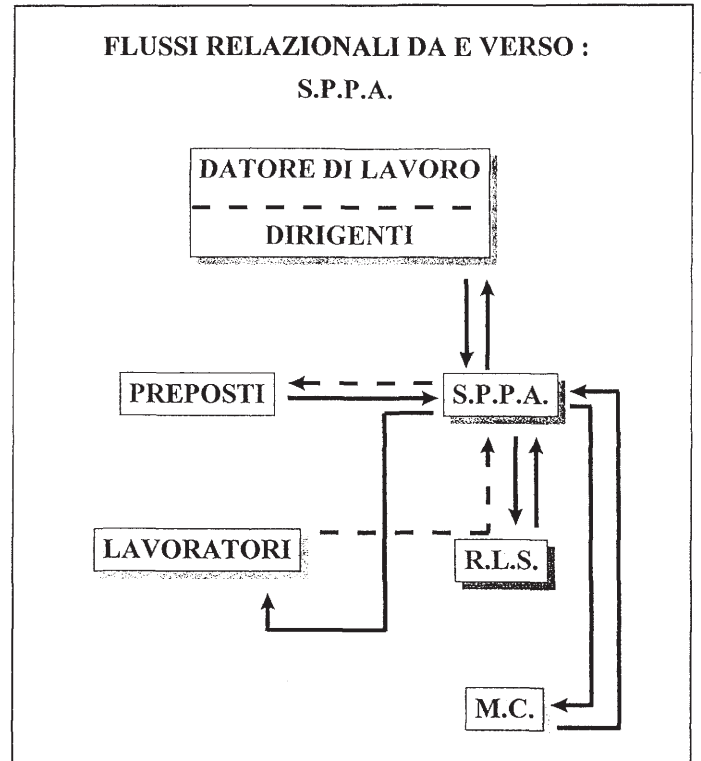 FLUSSI RELAZIONALI DA E VERSO :
S.P.P.A.
DATORE DI LAVORO
DIRIGENTI
PREPOSTI
S.P.P.A.
LAVORATORI
R.L.S.
M.C.